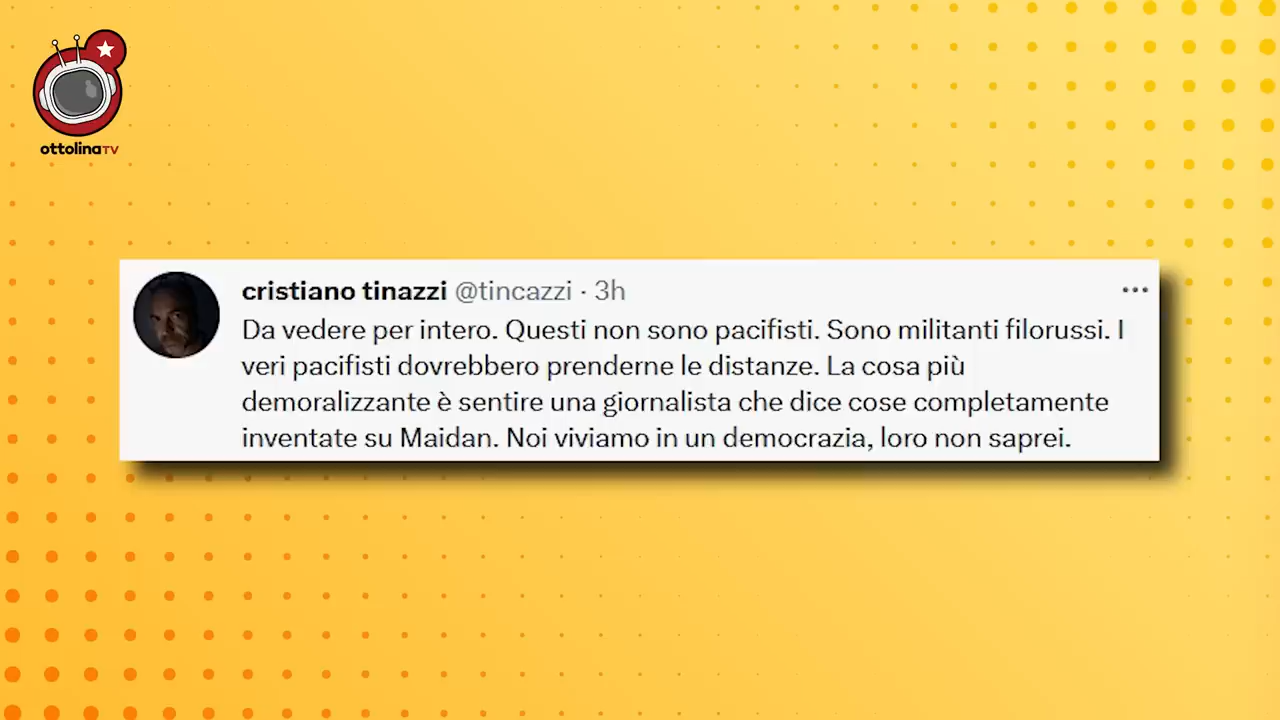 ottolinaTV
cristiano tinazzi @tincazzi · 3h
Da vedere per intero. Questi non sono pacifisti. Sono militanti filorussi. I
veri pacifisti dovrebbero prenderne le distanze. La cosa più
demoralizzante è sentire una giornalista che dice cose completamente
inventate su Maidan. Noi viviamo in un democrazia, loro non saprei.